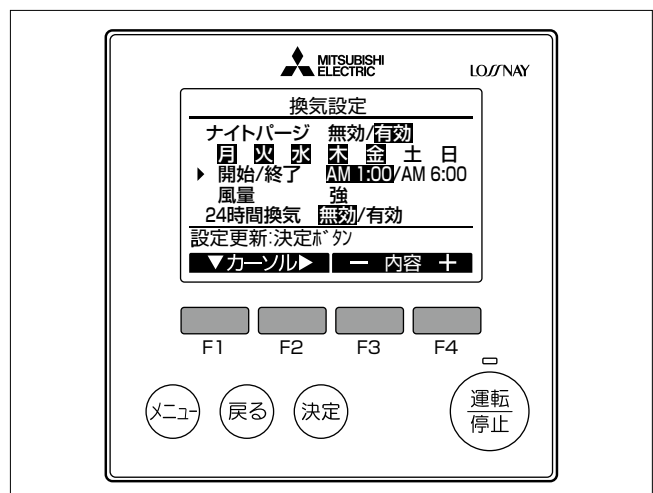 MITSUBISHI
ELECTRIC
LOSSNAY
換気設定
ナイトパージ 無効/有効
月 火 水 木 金 土 日
▶ 開始/終了 AM 1:00/AM 6:00
風量 強
24時間換気 無効/有効
設定更新:決定ボタン
▼カーソル▶ － 内容 ＋
F1 F2 F3 F4
メニュー 戻る 決定 運転
停止